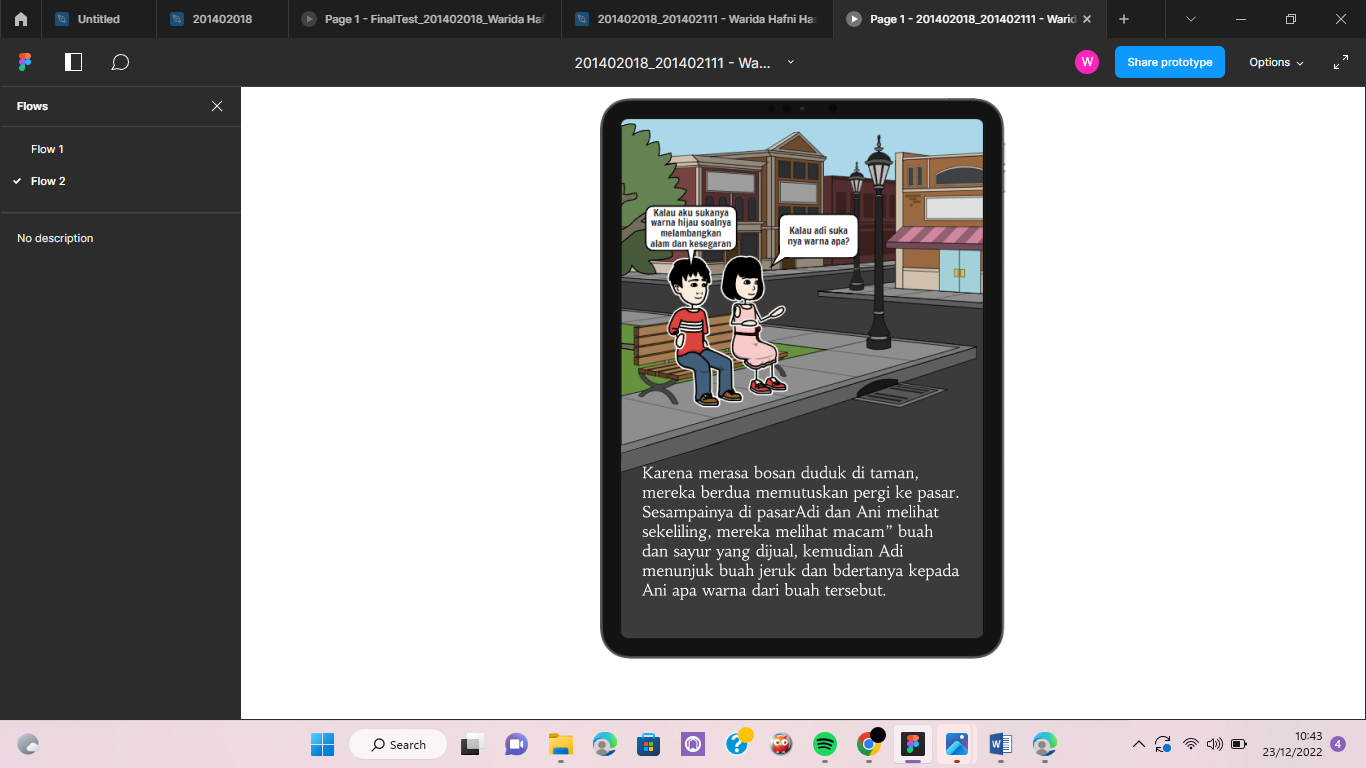 Untitled
201402018
Page 1 - FinalTest_201402018_Warida Haf
201402018_201402111 - Warida Hafni Ha
Page 1 - 201402018_201402111 - Warid
201402018_201402111 - Wa...
W
Share prototype
Options
Flows
Flow 1
Flow 2
No description
Kalau aku sukanya
warna hijau soalnya
melambangkan
alam dan kesegaran
Kalau adi suka
nya warna apa?
Karena merasa bosan duduk di taman,
mereka berdua memutuskan pergi ke pasar.
Sesampainya di pasarAdi dan Ani melihat
sekeliling, mereka melihat macam” buah
dan sayur yang dijual, kemudian Adi
menunjuk buah jeruk dan bdertanya kepada
Ani apa warna dari buah tersebut.
Search
10:43
23/12/2022
4